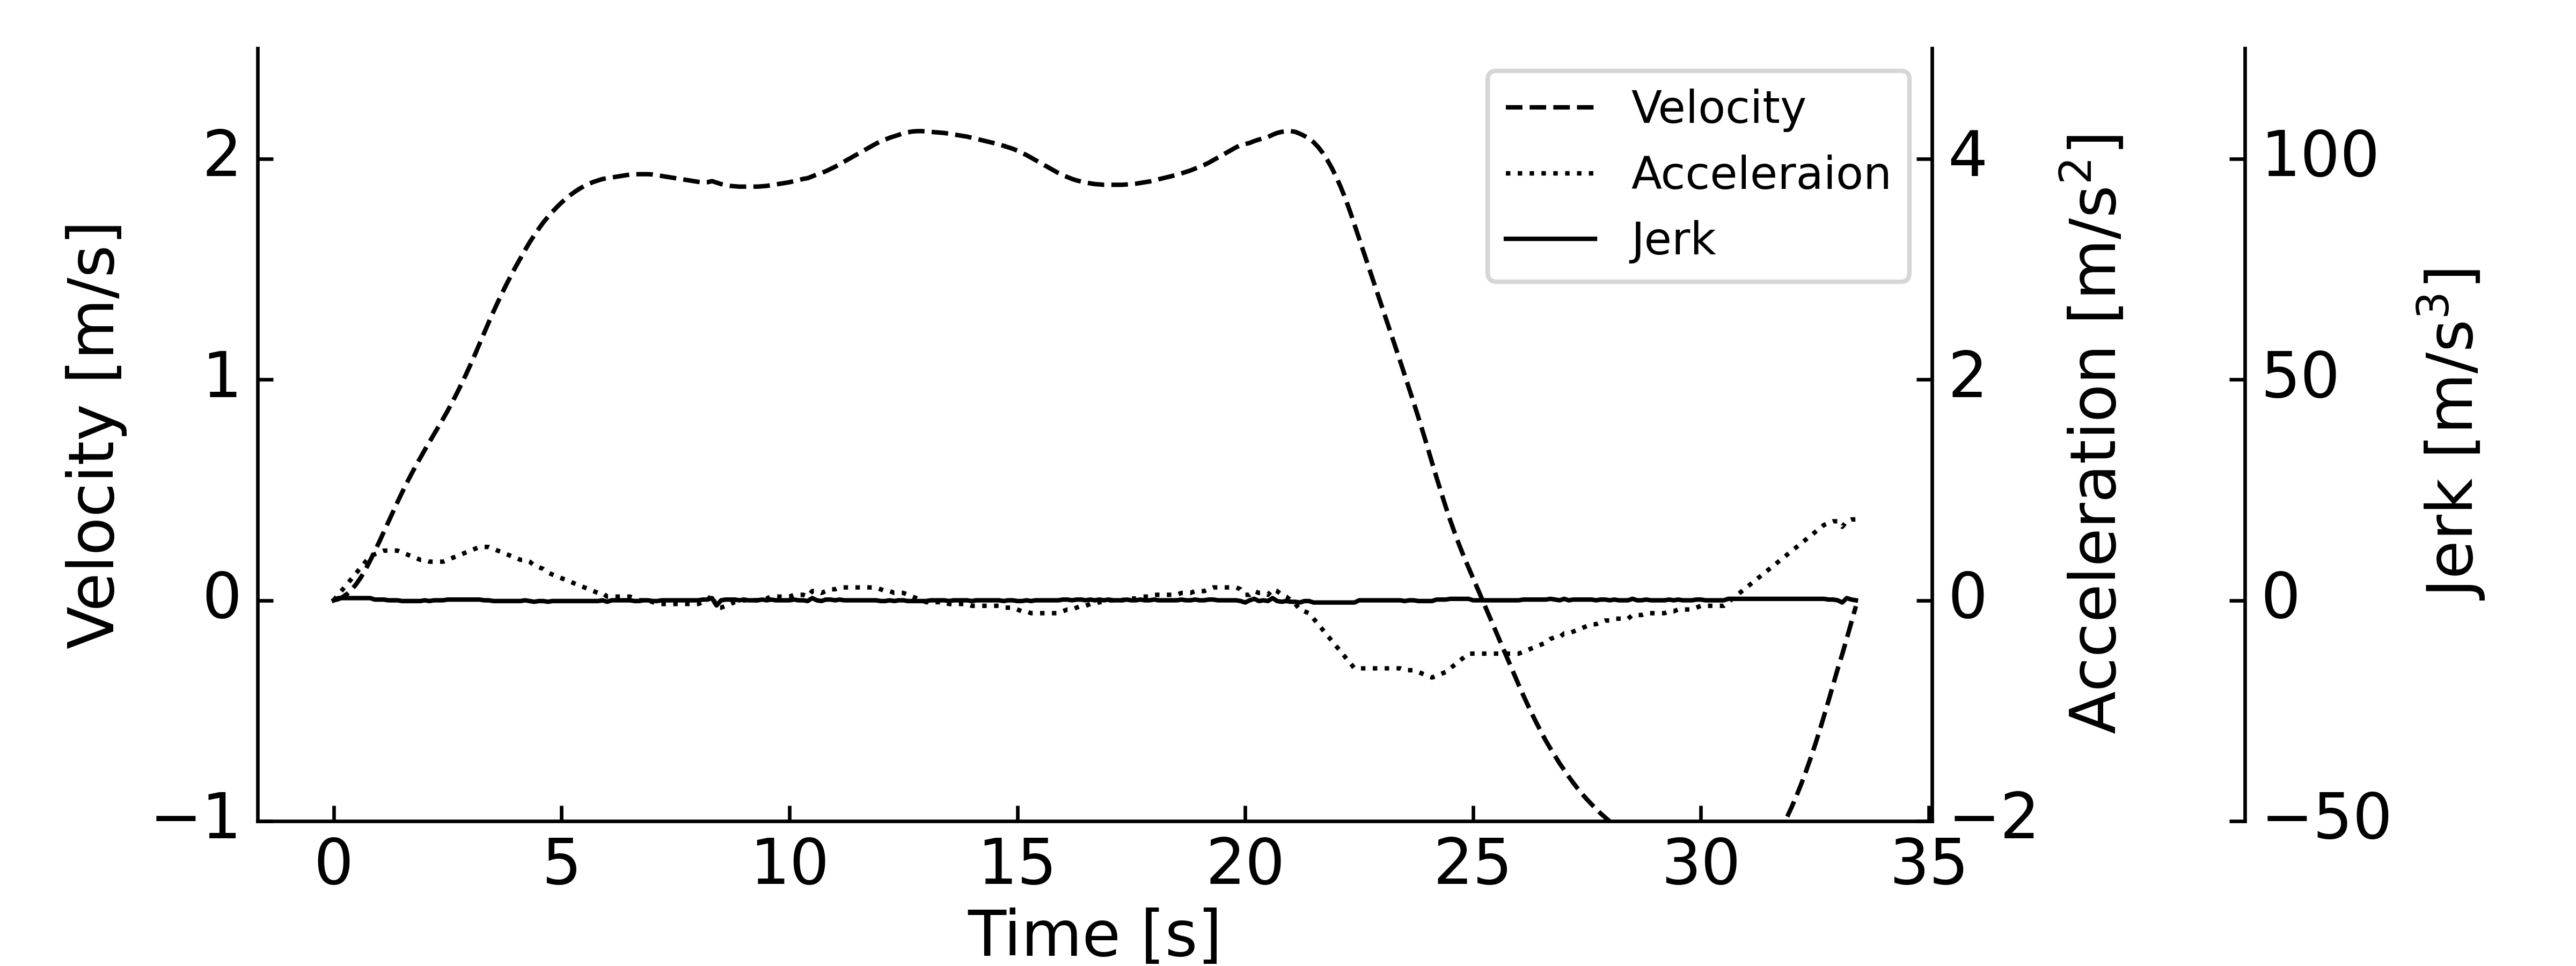 Velocity [m/s]
2
1
0
−1
0 5 10 15 20 25 30 35
Time [s]
Velocity
Acceleraion
Jerk
4
2
0
−2
Acceleration [m/s²]
100
50
0
−50
Jerk [m/s³]